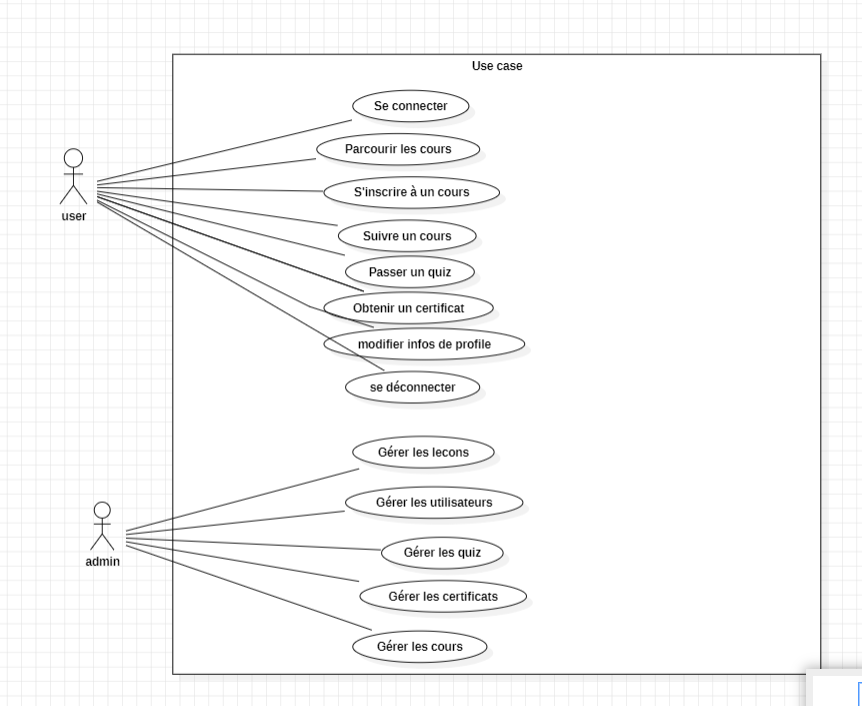 Use case
Se connecter
Parcourir les cours
S'inscrire à un cours
user
Suivre un cours
Passer un quiz
Obtenir un certificat
modifier infos de profile
se déconnecter
Gérer les lecons
Gérer les utilisateurs
Gérer les quiz
admin
Gérer les certificats
Gérer les cours